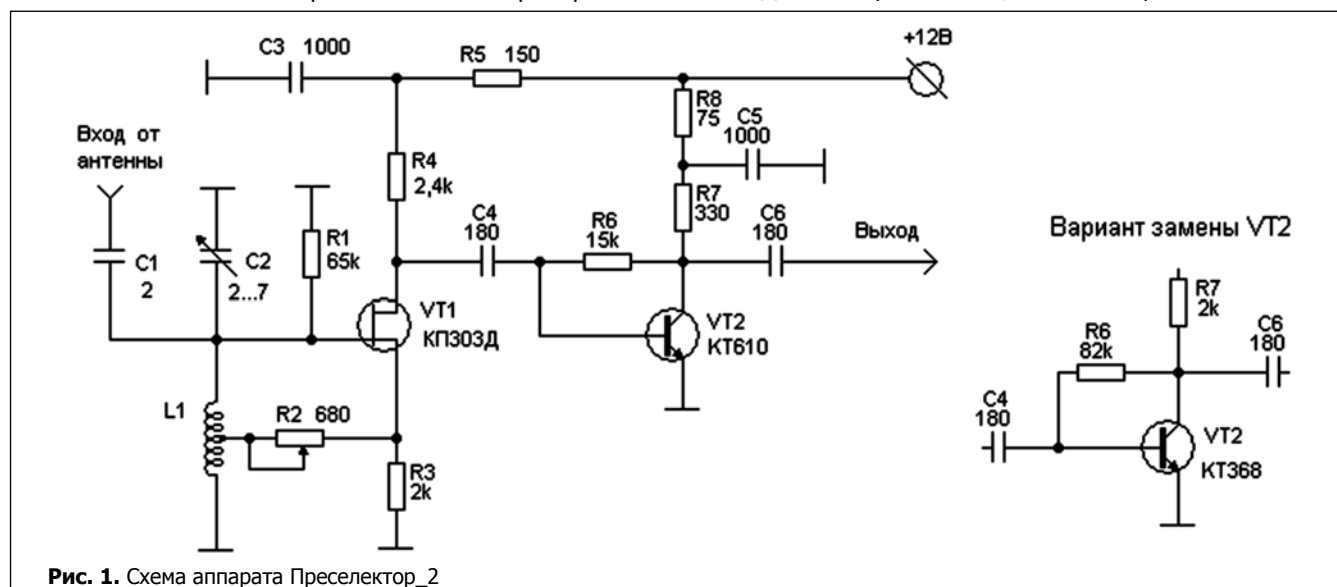 C3 1000
R5 150
+12В
R8
75
C5
1000
Вход от
антенны
R4
2,4k
R7
330
C4
180
R6
15k
C6
180
Выход
Вариант замены VT2
R1
65k
C1
2
C2
2...7
VT1
КП303Д
VT2
КТ610
R7
2k
R6
82k
C6
180
C4
180
VT2
КТ368
L1
R2 680
R3
2k
Рис. 1. Схема аппарата Преселектор_2